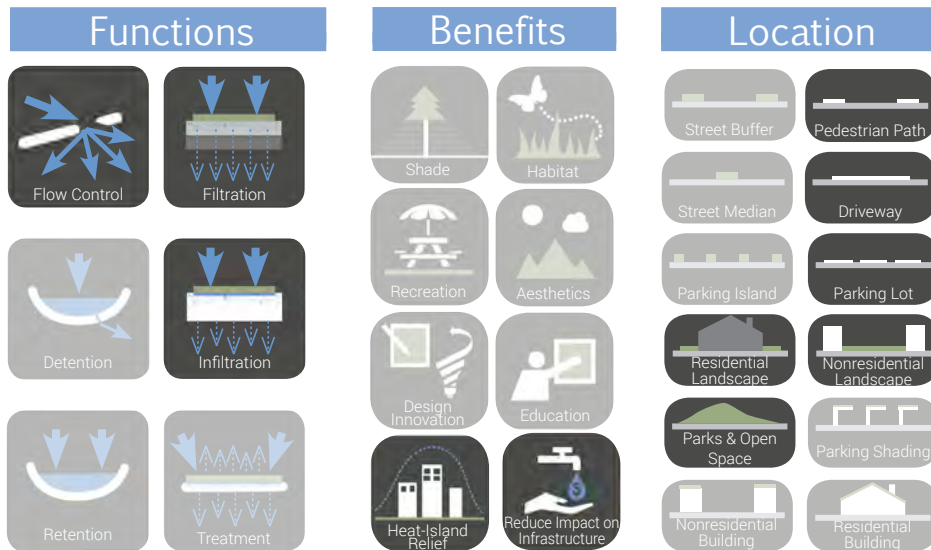 Functions
Benefits
Location
Flow Control
Filtration
Detention
Infiltration
Retention
Treatment
Shade
Habitat
Recreation
Aesthetics
Design
Innovation
Education
Heat-Island
Relief
$
Reduce Impact on
Infrastructure
Street Buffer
Pedestrian Path
Street Median
Driveway
Parking Island
Parking Lot
Residential
Landscape
Nonresidential
Landscape
Parks & Open
Space
Parking Shading
Nonresidential
Building
Residential
Building